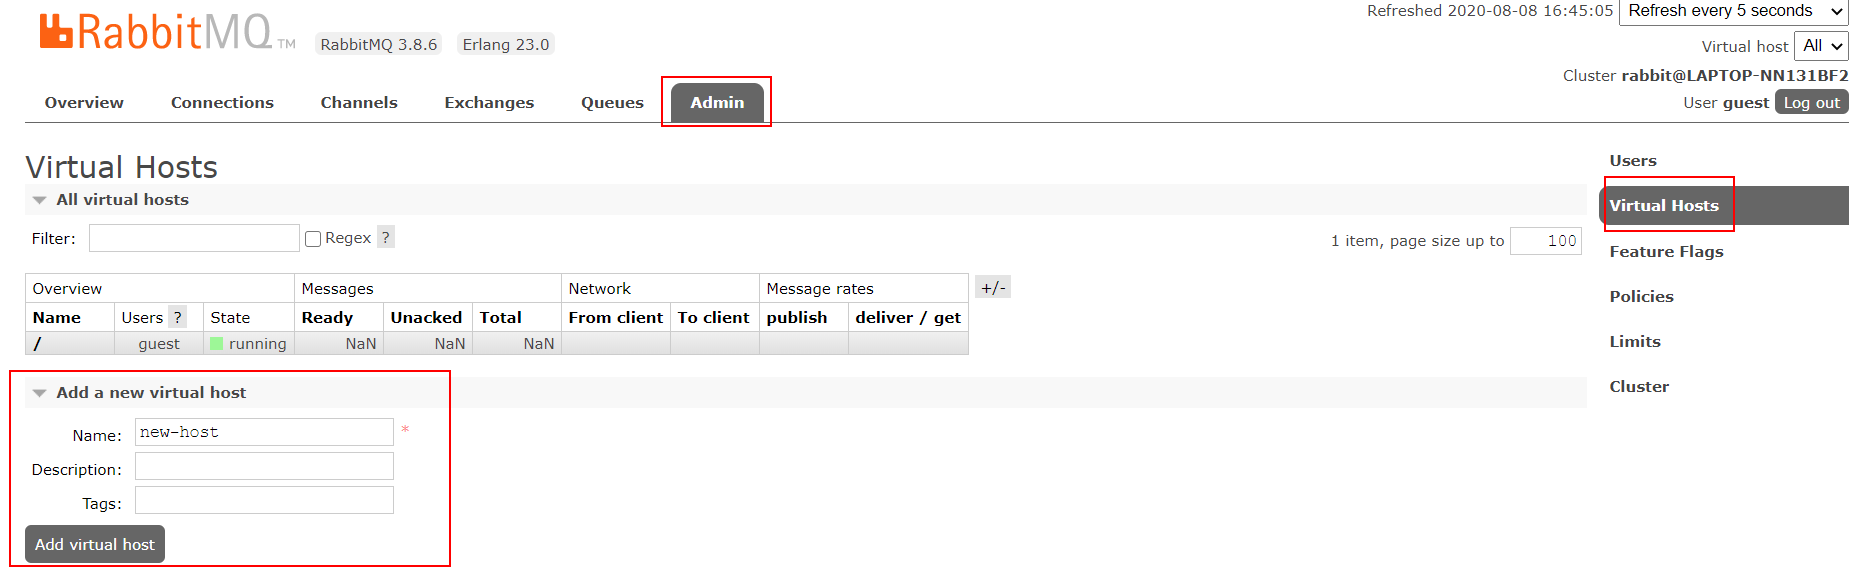 Refreshed 2020-08-08 16:45:05 Refresh every 5 seconds
RabbitMQ TM RabbitMQ 3.8.6 Erlang 23.0
Virtual host All
Cluster rabbit@LAPTOP-NN131BF2
User guest Log out
Overview Connections Channels Exchanges Queues Admin
Virtual Hosts
All virtual hosts
Filter: Regex ?
1 item, page size up to 100
Overview Messages Network Message rates +/-
Name Users ? State Ready Unacked Total From client To client publish deliver / get
/ guest running NaN NaN NaN
Add a new virtual host
Name: new-host *
Description:
Tags:
Add virtual host
Users
Virtual Hosts
Feature Flags
Policies
Limits
Cluster